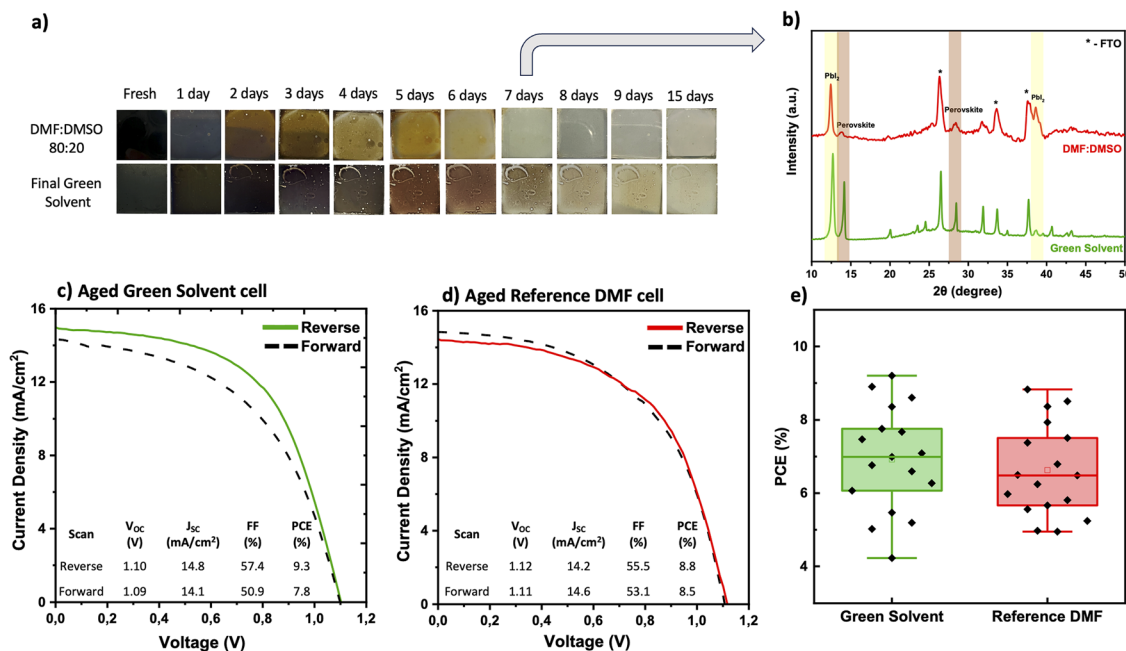 a)
Fresh 1 day 2 days 3 days 4 days 5 days 6 days 7 days 8 days 9 days 15 days
DMF:DMSO
80:20
Final Green
Solvent
b)
* - FTO
PbI₂
Perovskite
*
Perovskite
*
*
PbI₂
DMF:DMSO
Green Solvent
Intensity (a.u.)
10 15 20 25 30 35 40 45 50
2θ (degree)
c) Aged Green Solvent cell
Reverse
Forward
Current Density (mA/cm²)
16
12
8
4
0
Scan VOC (V) JSC (mA/cm²) FF (%) PCE (%)
Reverse 1.10 14.8 57.4 9.3
Forward 1.09 14.1 50.9 7.8
0,0 0,2 0,4 0,6 0,8 1,0 1,2
Voltage (V)
d) Aged Reference DMF cell
Reverse
Forward
Current Density (mA/cm²)
16
12
8
4
0
Scan VOC (V) JSC (mA/cm²) FF (%) PCE (%)
Reverse 1.12 14.2 55.5 8.8
Forward 1.11 14.6 53.1 8.5
0,0 0,2 0,4 0,6 0,8 1,0 1,2
Voltage (V)
e)
PCE (%)
10
8
6
4
Green Solvent Reference DMF